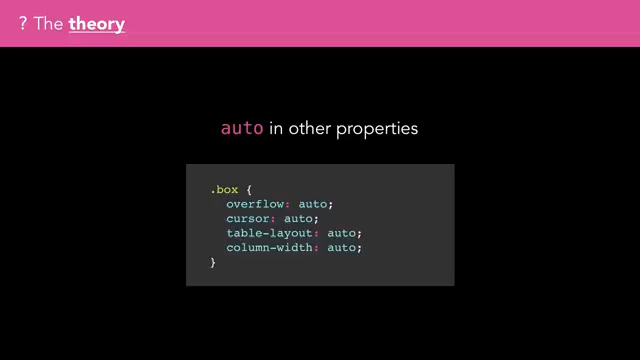 ? The theory
auto in other properties
.box {
overflow: auto;
cursor: auto;
table-layout: auto;
column-width: auto;
}